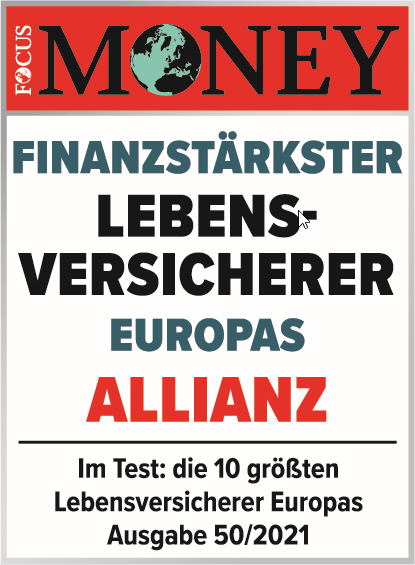 FOCUS MONEY
FINANZSTÄRKSTER
LEBENS-
VERSICHERER
EUROPAS
ALLIANZ
Im Test: die 10 größten
Lebensversicherer Europas
Ausgabe 50/2021